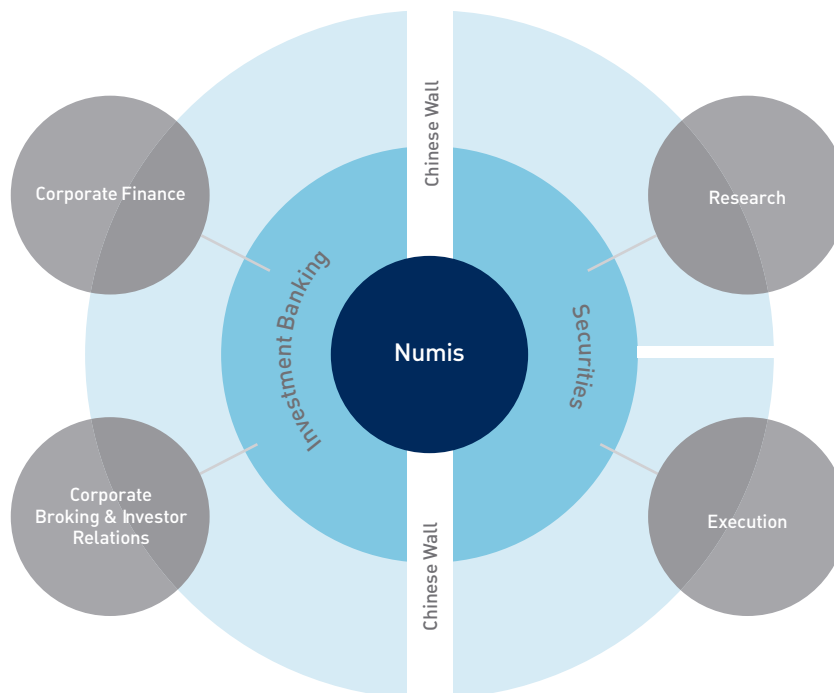 Chinese Wall
Corporate Finance
Research
Investment Banking
Securities
Numis
Corporate
Broking & Investor
Relations
Execution
Chinese Wall